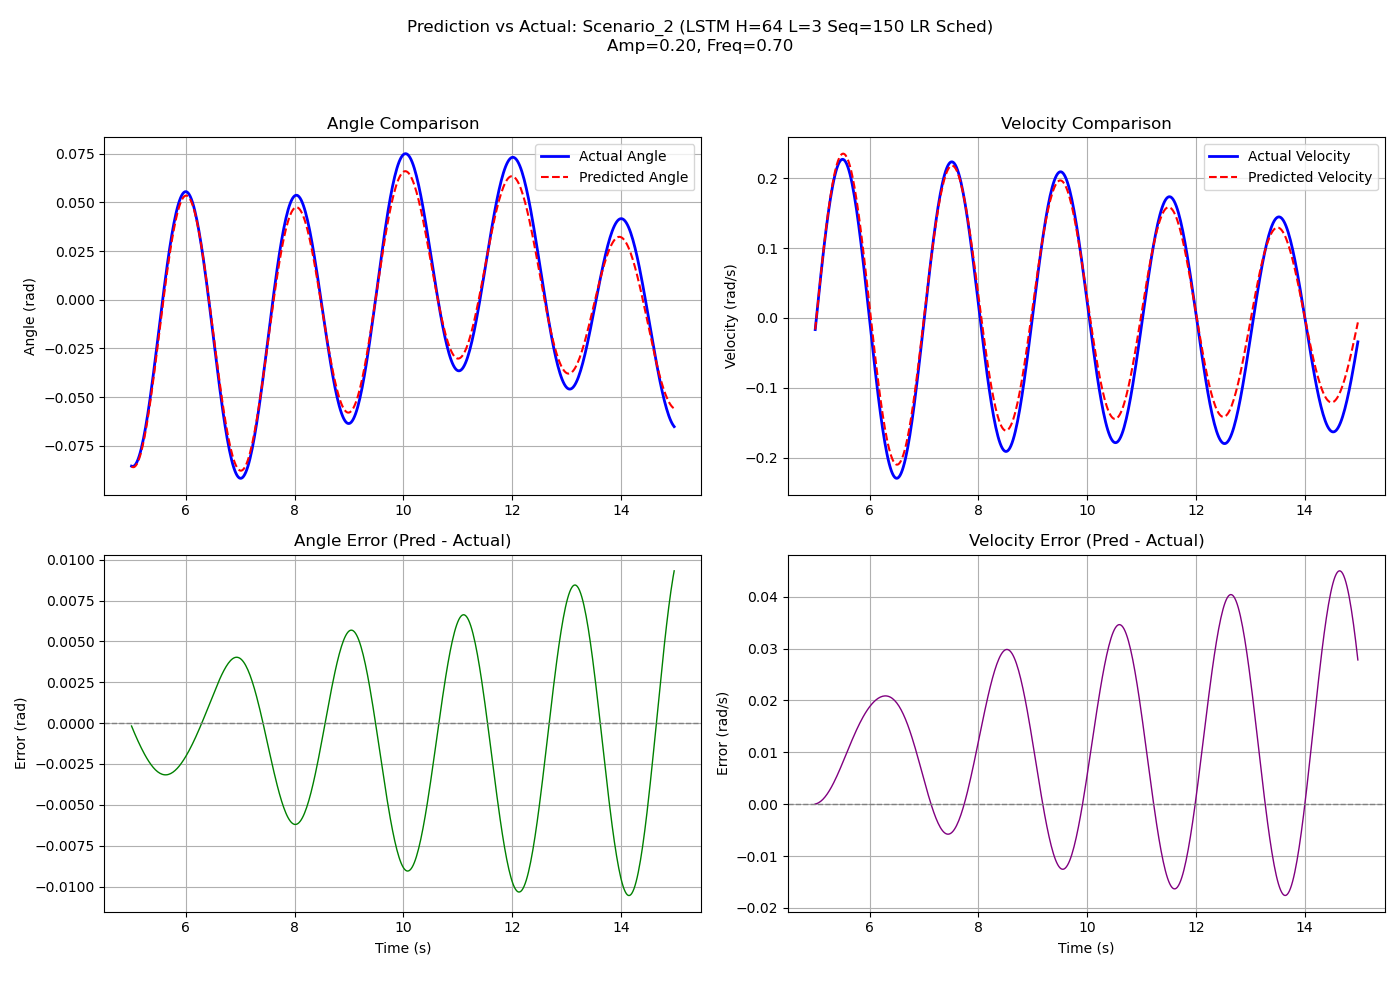 Prediction vs Actual: Scenario_2 (LSTM H=64 L=3 Seq=150 LR Sched)
Amp=0.20, Freq=0.70
Angle Comparison
Angle (rad)
0.075
0.050
0.025
0.000
−0.025
−0.050
−0.075
Actual Angle
Predicted Angle
6 8 10 12 14
Velocity Comparison
Velocity (rad/s)
0.2
0.1
0.0
−0.1
−0.2
Actual Velocity
Predicted Velocity
6 8 10 12 14
Angle Error (Pred - Actual)
Error (rad)
0.0100
0.0075
0.0050
0.0025
0.0000
−0.0025
−0.0050
−0.0075
−0.0100
6 8 10 12 14
Time (s)
Velocity Error (Pred - Actual)
Error (rad/s)
0.04
0.03
0.02
0.01
0.00
−0.01
−0.02
6 8 10 12 14
Time (s)